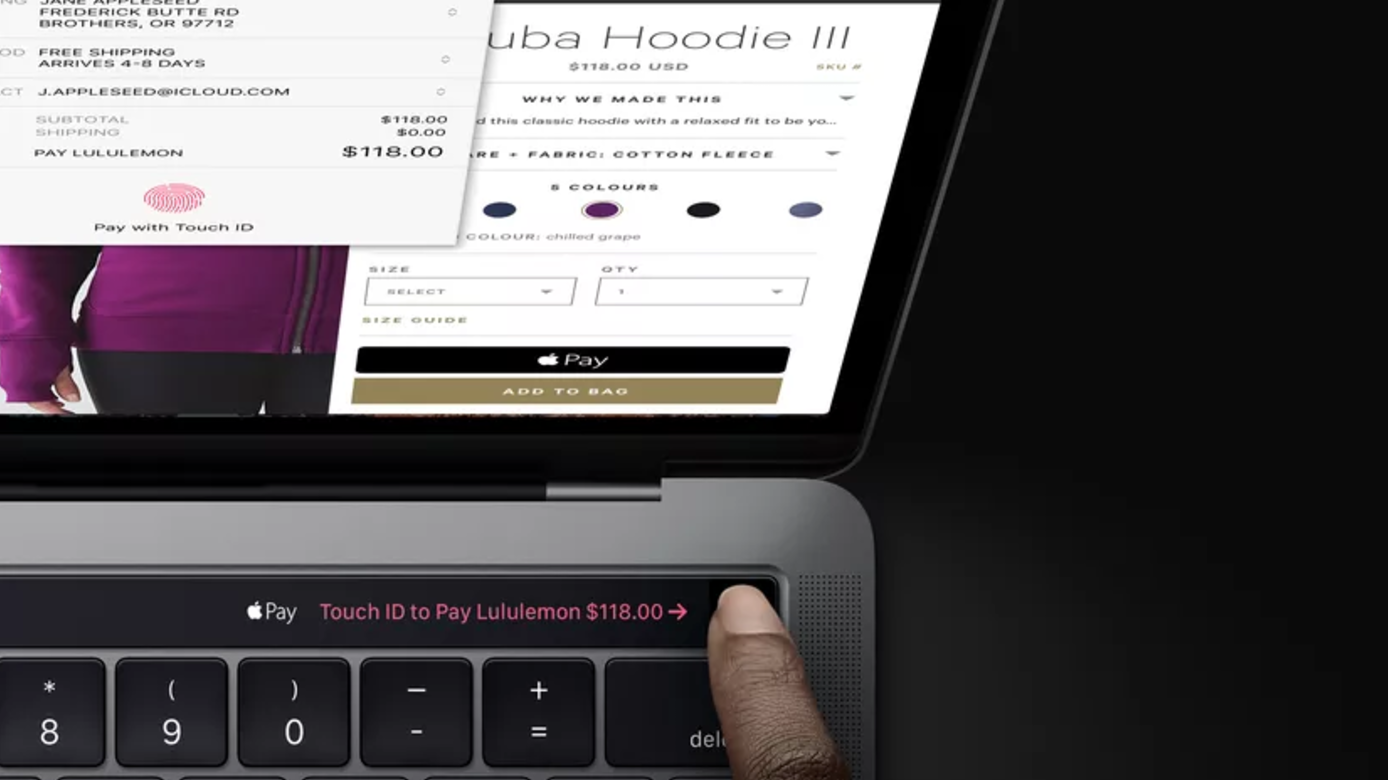 JANE APPLESEED
FREDERICK BUTTE RD
BROTHERS, OR 97712
FREE SHIPPING
ARRIVES 4-8 DAYS
J.APPLESEED@ICLOUD.COM
SUBTOTAL $118.00
SHIPPING $0.00
PAY LULULEMON $118.00
Pay with Touch ID
uba Hoodie III
$118.00 USD SKU #
WHY WE MADE THIS
d this classic hoodie with a relaxed fit to be yo...
ARE + FABRIC: COTTON FLEECE
5 COLOURS
COLOUR: chilled grape
SIZE QTY
SELECT 1
SIZE GUIDE
Pay
ADD TO BAG
Pay Touch ID to Pay Lululemon $118.00 →
* ( ) — +
8 9 0 - =
dele